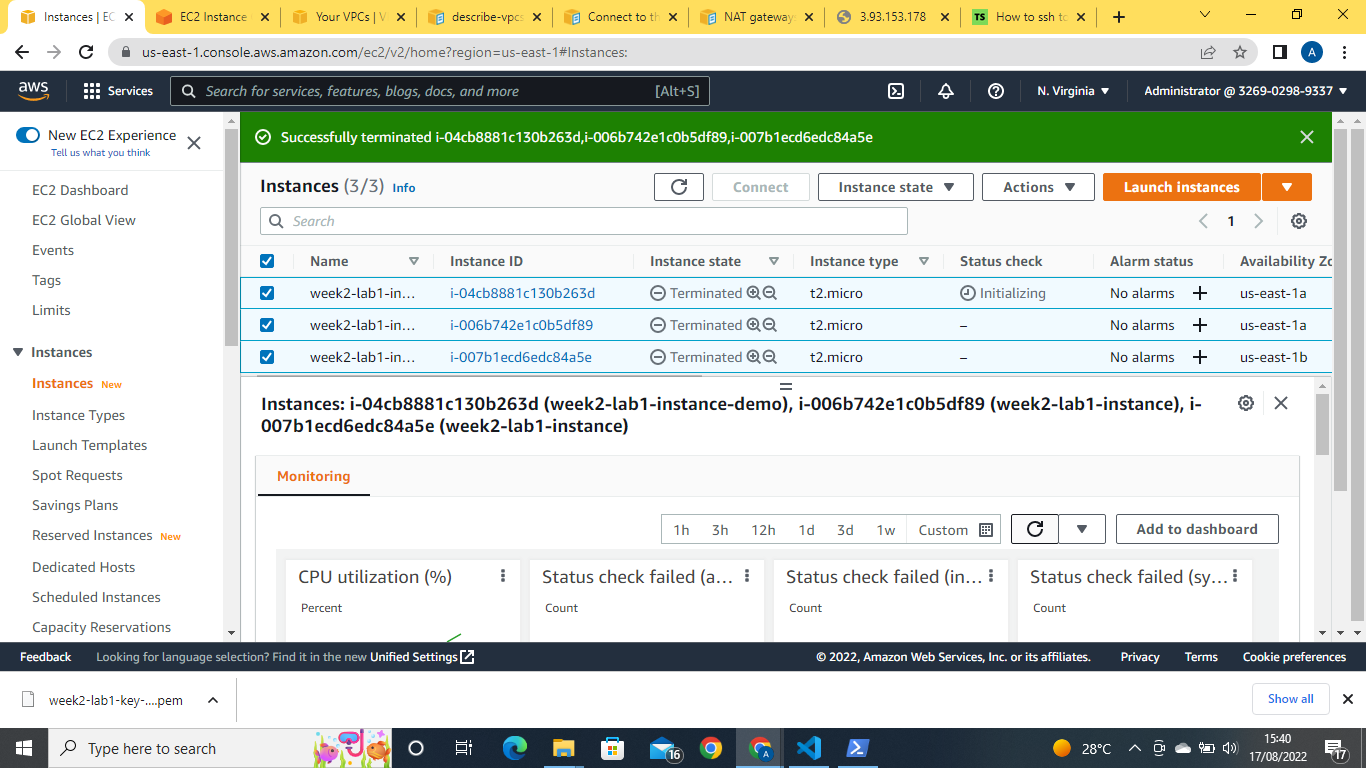 Instances | EC
EC2 Instance
Your VPCs | V
describe-vpcs
Connect to th
NAT gateway
3.93.153.178
TS
How to ssh to
us-east-1.console.aws.amazon.com/ec2/v2/home?region=us-east-1#Instances:
A
aws
Services
Search for services, features, blogs, docs, and more
[Alt+S]
N. Virginia
Administrator @ 3269-0298-9337
New EC2 Experience
Tell us what you think
EC2 Dashboard
EC2 Global View
Events
Tags
Limits
Instances
Instances New
Instance Types
Launch Templates
Spot Requests
Savings Plans
Reserved Instances New
Dedicated Hosts
Scheduled Instances
Capacity Reservations
Successfully terminated i-04cb8881c130b263d,i-006b742e1c0b5df89,i-007b1ecd6edc84a5e
Instances (3/3) Info
Connect
Instance state
Actions
Launch instances
Search
1
Name Instance ID Instance state Instance type Status check Alarm status Availability Zo
week2-lab1-in... i-04cb8881c130b263d Terminated t2.micro Initializing No alarms + us-east-1a
week2-lab1-in... i-006b742e1c0b5df89 Terminated t2.micro – No alarms + us-east-1a
week2-lab1-in... i-007b1ecd6edc84a5e Terminated t2.micro – No alarms + us-east-1b
Instances: i-04cb8881c130b263d (week2-lab1-instance-demo), i-006b742e1c0b5df89 (week2-lab1-instance), i-
007b1ecd6edc84a5e (week2-lab1-instance)
Monitoring
1h 3h 12h 1d 3d 1w Custom
Add to dashboard
CPU utilization (%)
Percent
Status check failed (a...
Count
Status check failed (in...
Count
Status check failed (sy...
Count
Feedback
Looking for language selection? Find it in the new Unified Settings
© 2022, Amazon Web Services, Inc. or its affiliates.
Privacy
Terms
Cookie preferences
week2-lab1-key-....pem
Show all
Type here to search
16
A
28°C
15:40
17/08/2022
17